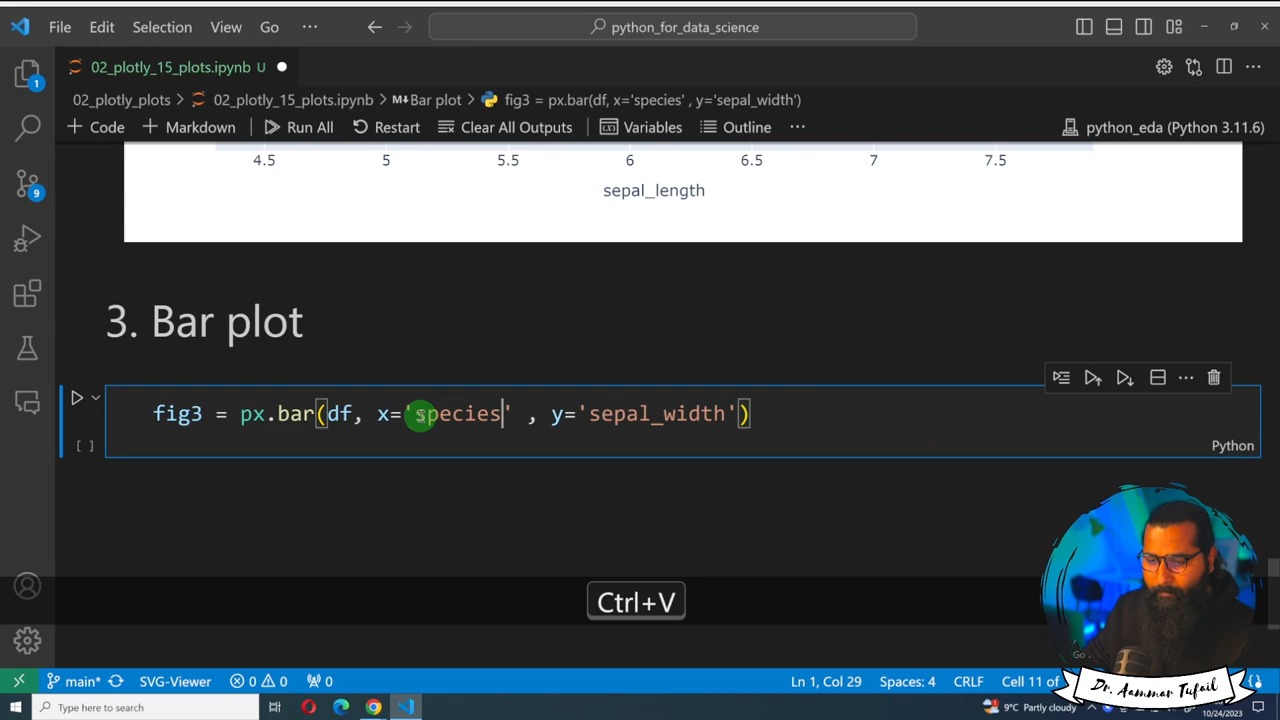 File Edit Selection View Go ··· python_for_data_science
02_plotly_15_plots.ipynb U
1
02_plotly_plots > 02_plotly_15_plots.ipynb > M↓Bar plot > fig3 = px.bar(df, x='species' , y='sepal_width')
+ Code + Markdown Run All Restart Clear All Outputs Variables Outline ··· python_eda (Python 3.11.6)
4.5 5 5.5 6 6.5 7 7.5
9
sepal_length
3. Bar plot
fig3 = px.bar(df, x='species' , y='sepal_width')
[ ] Python
Ctrl+V
Go
main* SVG-Viewer 0 0 0 Ln 1, Col 29 Spaces: 4 CRLF Cell 11 of
Dr. Aammar Tufail
Type here to search 9°C Partly cloudy 10/24/2023